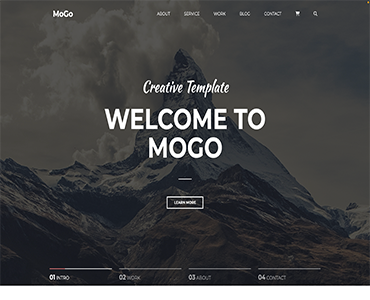 MoGo
ABOUT SERVICE WORK BLOG CONTACT
Creative Template
WELCOME TO
MOGO
LEARN MORE
01 INTRO 02 WORK 03 ABOUT 04 CONTACT